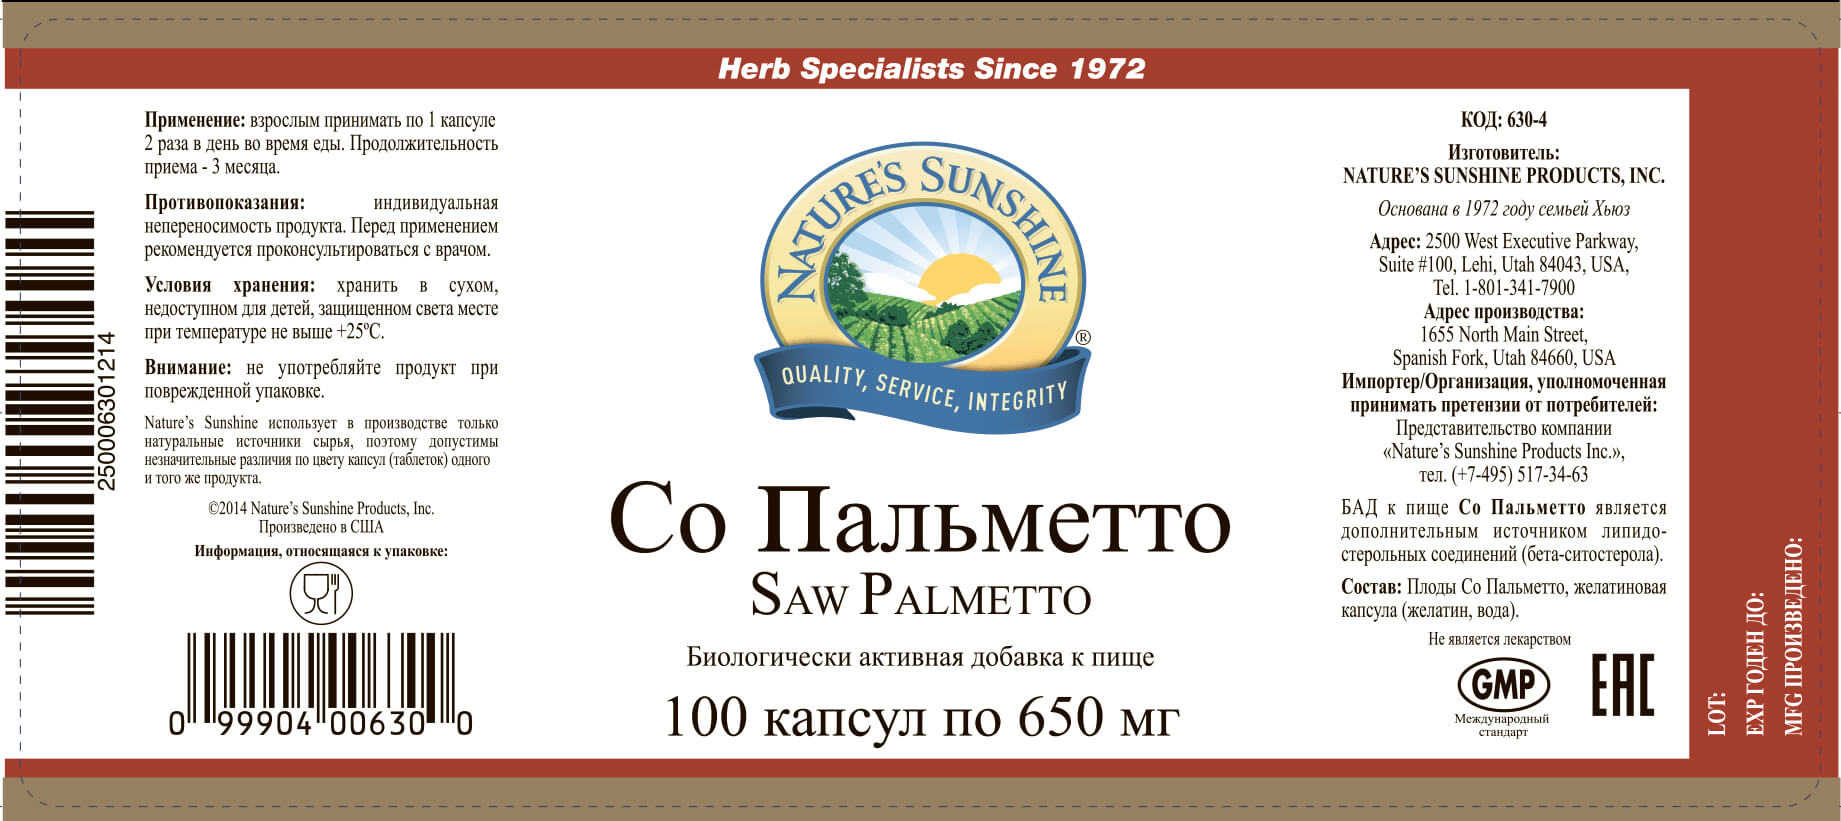 Herb Specialists Since 1972
Применение: взрослым принимать по 1 капсуле
2 раза в день во время еды. Продолжительность
приема - 3 месяца.
Противопоказания: индивидуальная
непереносимость продукта. Перед применением
рекомендуется проконсультироваться с врачом.
Условия хранения: хранить в сухом,
недоступном для детей, защищенном света месте
при температуре не выше +25ºС.
Внимание: не употребляйте продукт при
поврежденной упаковке.
Nature's Sunshine использует в производстве только
натуральные источники сырья, поэтому допустимы
незначительные различия по цвету капсул (таблеток) одного
и того же продукта.
©2014 Nature's Sunshine Products, Inc.
Произведено в США
Информация, относящаяся к упаковке:
0 99904 00630 0
250006301214
NATURE'S SUNSHINE
®
QUALITY, SERVICE, INTEGRITY
Со Пальметто
SAW PALMETTO
Биологически активная добавка к пище
100 капсул по 650 мг
КОД: 630-4
Изготовитель:
NATURE'S SUNSHINE PRODUCTS, INC.
Основана в 1972 году семьей Хьюз
Адрес: 2500 West Executive Parkway,
Suite #100, Lehi, Utah 84043, USA,
Tel. 1-801-341-7900
Адрес производства:
1655 North Main Street,
Spanish Fork, Utah 84660, USA
Импортер/Организация, уполномоченная
принимать претензии от потребителей:
Представительство компании
«Nature's Sunshine Products Inc.»,
тел. (+7-495) 517-34-63
БАД к пище Со Пальметто является
дополнительным источником липидо-
стерольных соединений (бета-ситостерола).
Состав: Плоды Со Пальметто, желатиновая
капсула (желатин, вода).
Не является лекарством
GMP
Международный
стандарт
EAC
LOT:
EXP ГОДЕН ДО:
MFG ПРОИЗВЕДЕНО: